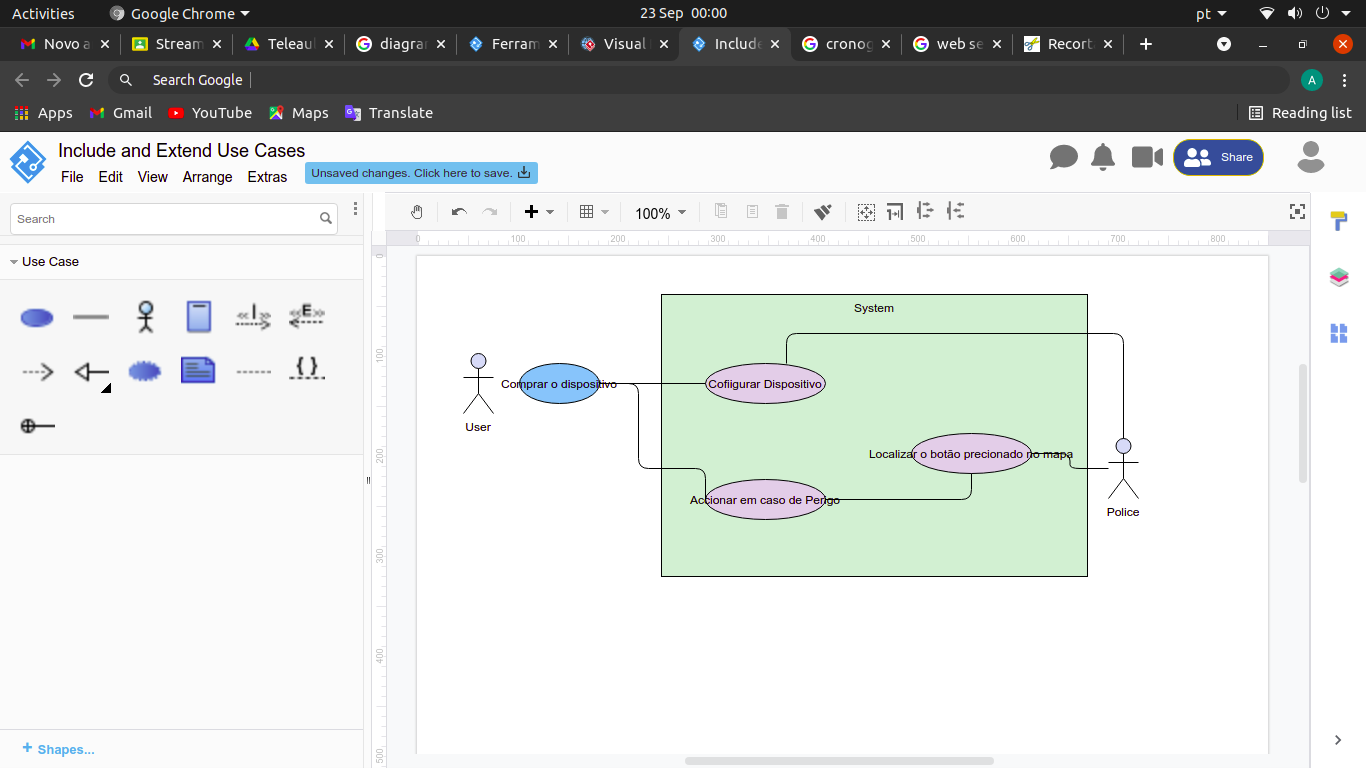 Activities Google Chrome 23 Sep 00:00 pt
Novo a Stream Teleaul diagrar Ferram Visual Include cronog web se Recort
Search Google A
Apps Gmail YouTube Maps Translate Reading list
Include and Extend Use Cases
File Edit View Arrange Extras Unsaved changes. Click here to save. Share
Search 100%
0 100 200 300 400 500 600 700 800
Use Case
<<I>> <<E>>
{ }
0
100
200
300
400
500
System
Comprar o dispositivo
Cofiigurar Dispositivo
User
Localizar o botão precionado no mapa
Accionar em caso de Perigo
Police
+ Shapes...